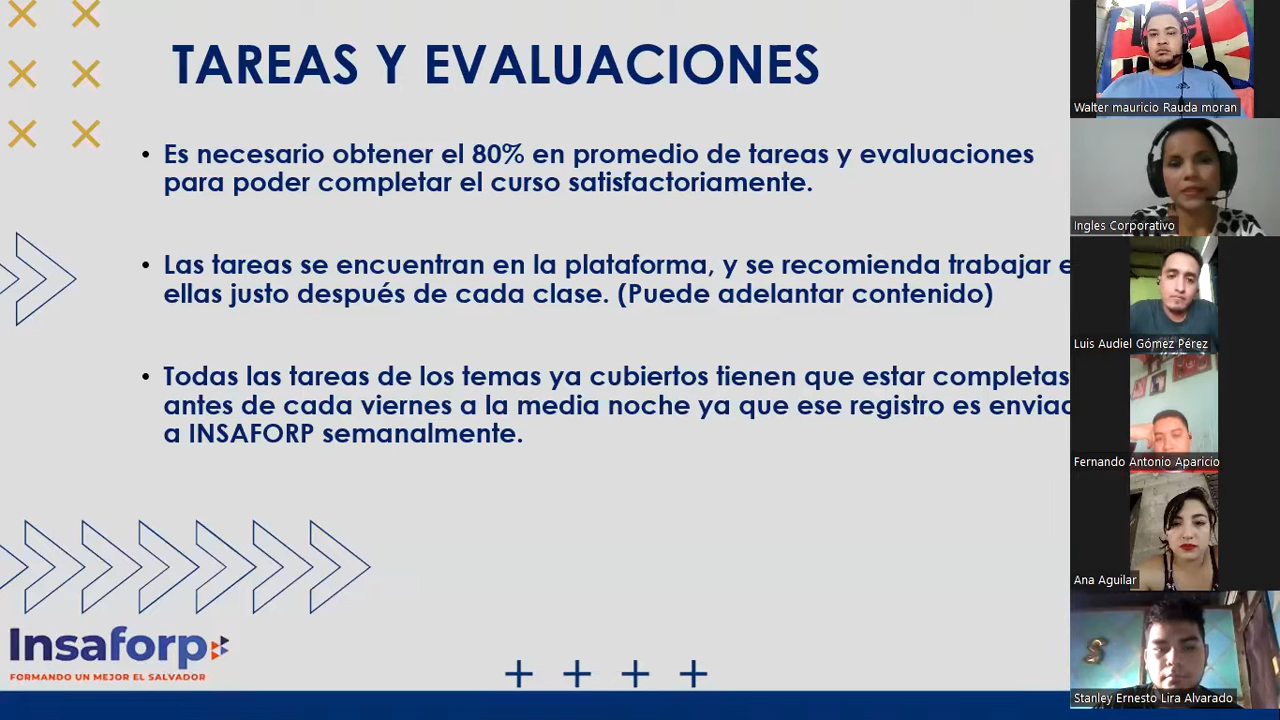 TAREAS Y EVALUACIONES
• Es necesario obtener el 80% en promedio de tareas y evaluaciones
para poder completar el curso satisfactoriamente.
• Las tareas se encuentran en la plataforma, y se recomienda trabajar e
ellas justo después de cada clase. (Puede adelantar contenido)
• Todas las tareas de los temas ya cubiertos tienen que estar completas
antes de cada viernes a la media noche ya que ese registro es enviad
a INSAFORP semanalmente.
Insaforp
FORMANDO UN MEJOR EL SALVADOR
Walter mauricio Rauda moran
Ingles Corporativo
Luis Audiel Gómez Pérez
Fernando Antonio Aparicio
Ana Aguilar
Stanley Ernesto Lira Alvarado